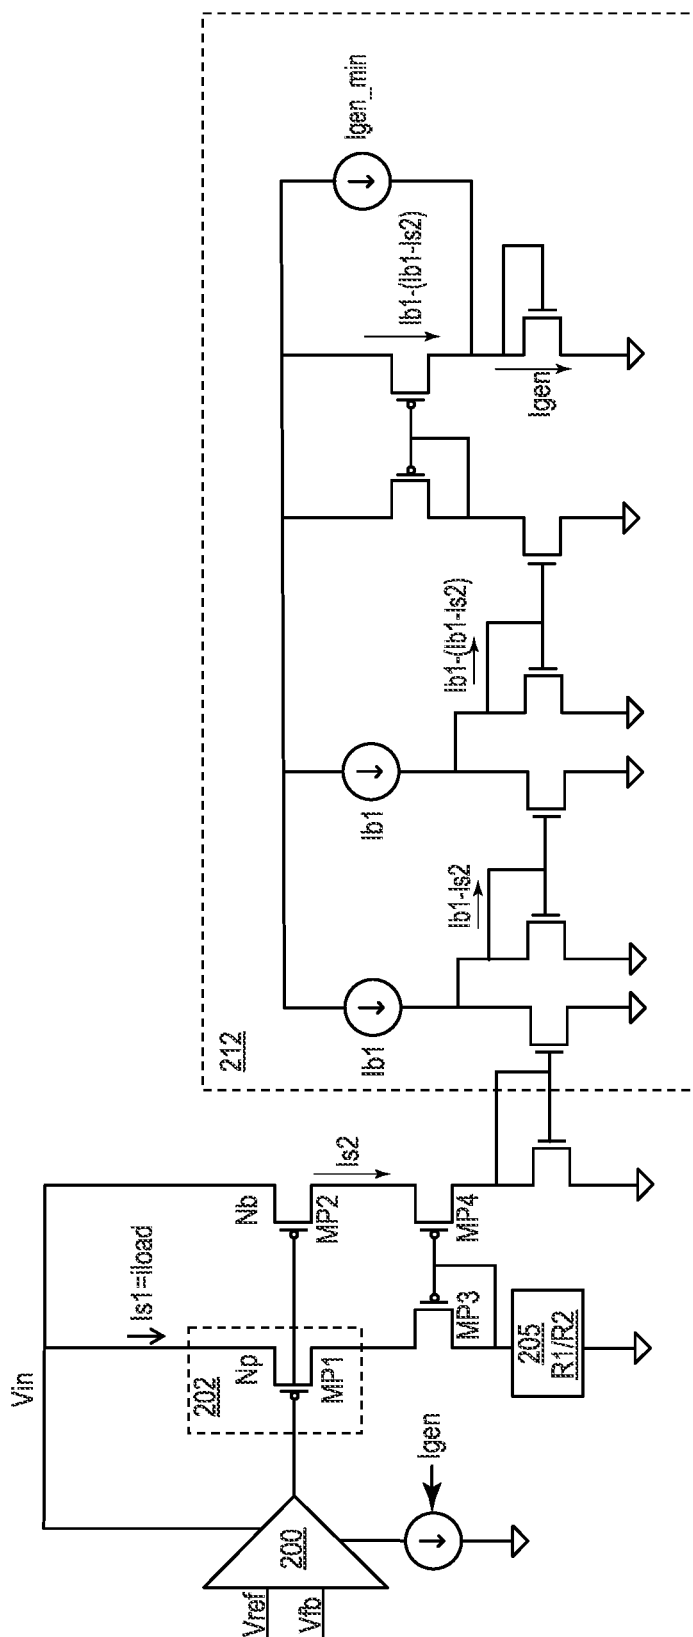 Vin
Is1=Iload
202
Np
MP1
Nb
MP2
Is2
200
Vref
Vfb
Igen
MP3
MP4
205
R1/R2
212
Ib1
Ib1-Is2
Ib1
Ib1-(Ib1-Is2)
Ib1-(Ib1-Is2)
Igen
Igen_min